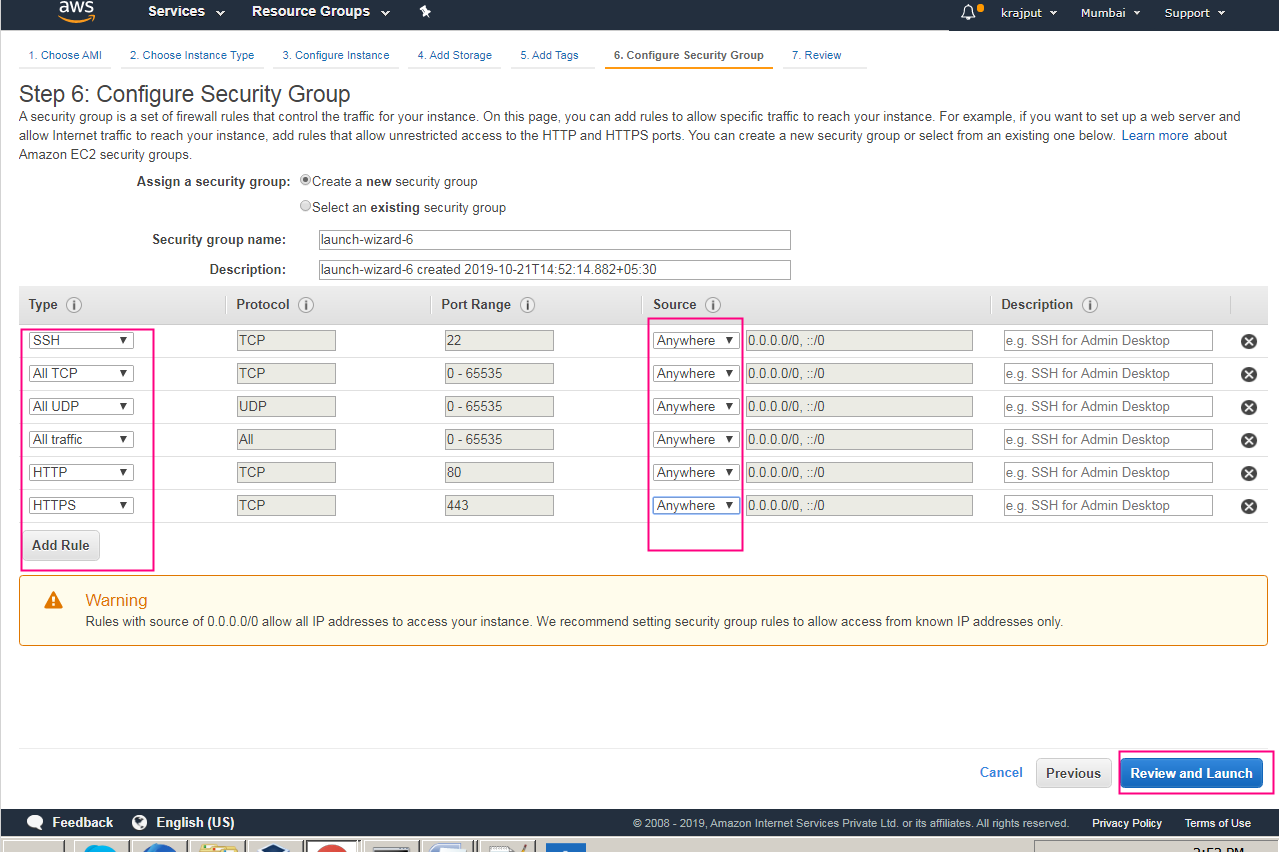 aws Services Resource Groups krajput Mumbai Support
1. Choose AMI 2. Choose Instance Type 3. Configure Instance 4. Add Storage 5. Add Tags 6. Configure Security Group 7. Review
Step 6: Configure Security Group
A security group is a set of firewall rules that control the traffic for your instance. On this page, you can add rules to allow specific traffic to reach your instance. For example, if you want to set up a web server and
allow Internet traffic to reach your instance, add rules that allow unrestricted access to the HTTP and HTTPS ports. You can create a new security group or select from an existing one below. Learn more about
Amazon EC2 security groups.
Assign a security group: Create a new security group
Select an existing security group
Security group name: launch-wizard-6
Description: launch-wizard-6 created 2019-10-21T14:52:14.882+05:30
Type i Protocol i Port Range i Source i Description i
SSH TCP 22 Anywhere 0.0.0.0/0, ::/0 e.g. SSH for Admin Desktop
All TCP TCP 0 - 65535 Anywhere 0.0.0.0/0, ::/0 e.g. SSH for Admin Desktop
All UDP UDP 0 - 65535 Anywhere 0.0.0.0/0, ::/0 e.g. SSH for Admin Desktop
All traffic All 0 - 65535 Anywhere 0.0.0.0/0, ::/0 e.g. SSH for Admin Desktop
HTTP TCP 80 Anywhere 0.0.0.0/0, ::/0 e.g. SSH for Admin Desktop
HTTPS TCP 443 Anywhere 0.0.0.0/0, ::/0 e.g. SSH for Admin Desktop
Add Rule
Warning
Rules with source of 0.0.0.0/0 allow all IP addresses to access your instance. We recommend setting security group rules to allow access from known IP addresses only.
Cancel Previous Review and Launch
Feedback English (US) © 2008 - 2019, Amazon Internet Services Private Ltd. or its affiliates. All rights reserved. Privacy Policy Terms of Use